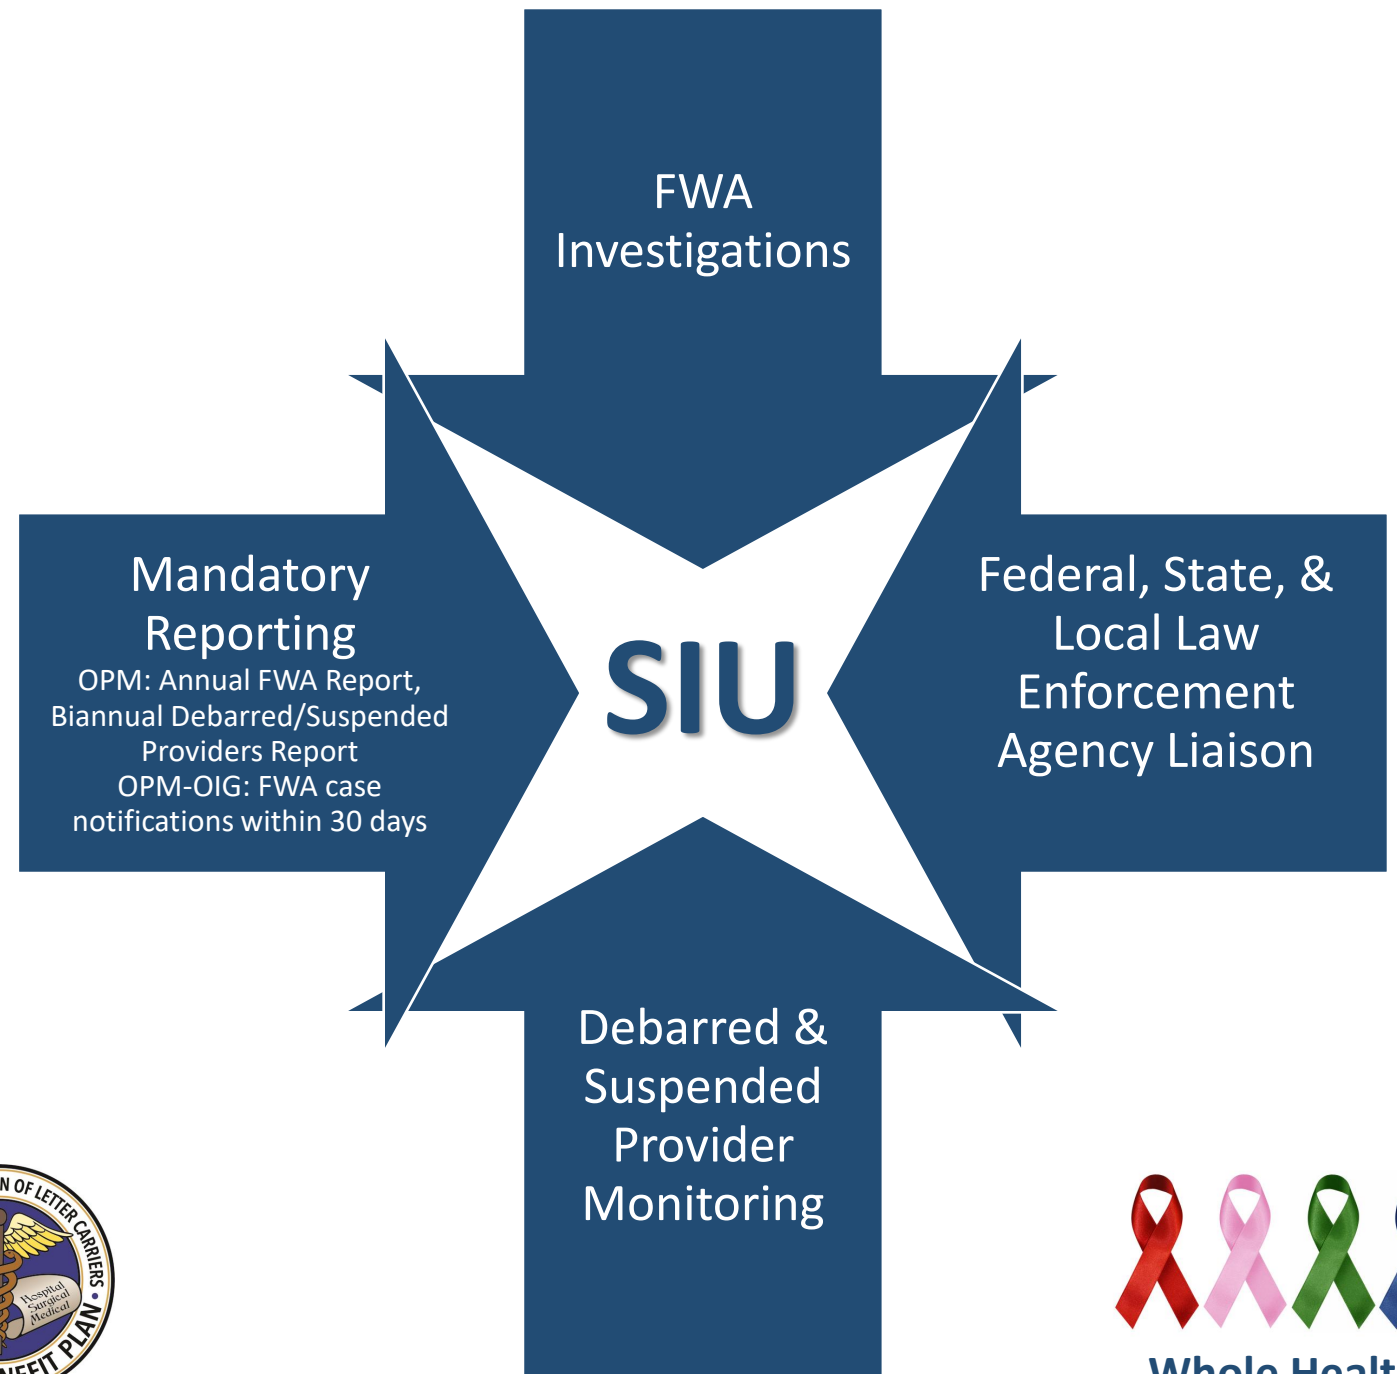 FWA
Investigations
Mandatory
Reporting
OPM: Annual FWA Report,
Biannual Debarred/Suspended
Providers Report
OPM-OIG: FWA case
notifications within 30 days
SIU
Federal, State, &
Local Law
Enforcement
Agency Liaison
Debarred &
Suspended
Provider
Monitoring
OF LETTER CARRIERS •
Hospital
Surgical
Medical
PLAN
Whole